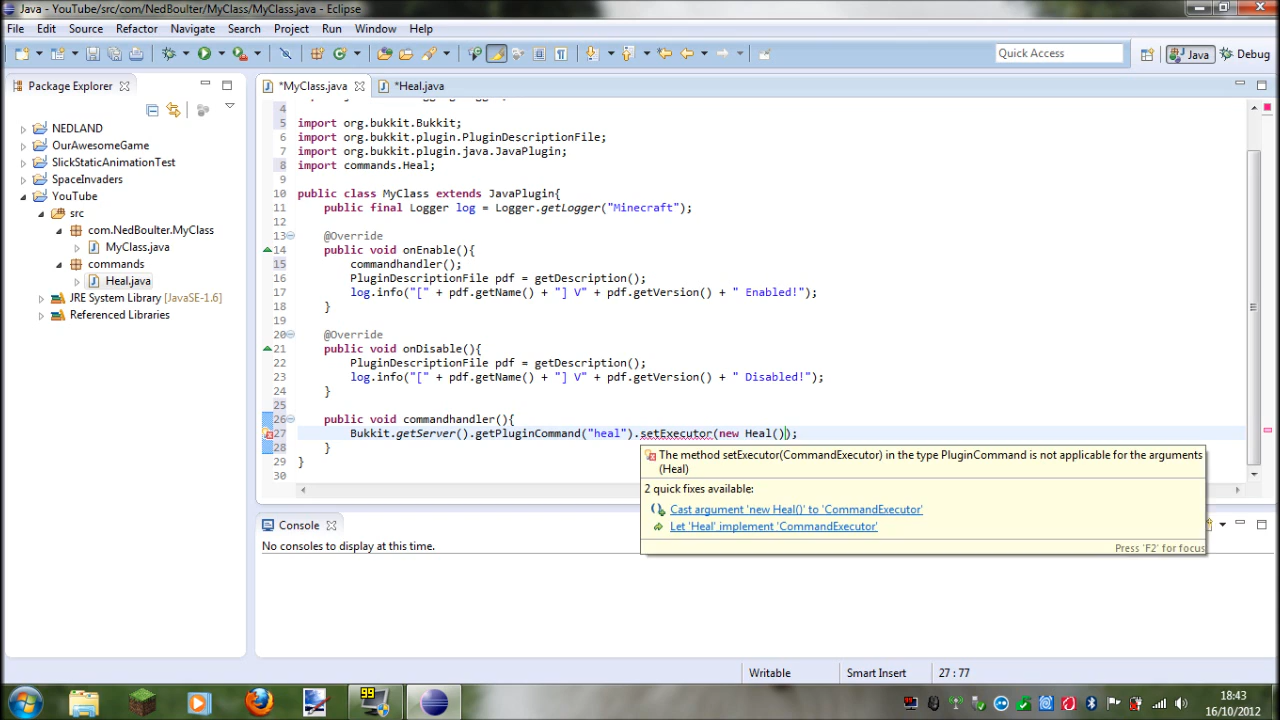 Java - YouTube/src/com/NedBoulter/MyClass/MyClass.java - Eclipse
File Edit Source Refactor Navigate Search Project Run Window Help
Quick Access Java Debug
Package Explorer *MyClass.java *Heal.java
NEDLAND
OurAwesomeGame
SlickStaticAnimationTest
SpaceInvaders
YouTube
src
com.NedBoulter.MyClass
MyClass.java
commands
Heal.java
JRE System Library [JavaSE-1.6]
Referenced Libraries
4
5 import org.bukkit.Bukkit;
6 import org.bukkit.plugin.PluginDescriptionFile;
7 import org.bukkit.plugin.java.JavaPlugin;
8 import commands.Heal;
9
10 public class MyClass extends JavaPlugin{
11 public final Logger log = Logger.getLogger("Minecraft");
12
13 @Override
14 public void onEnable(){
15 commandhandler();
16 PluginDescriptionFile pdf = getDescription();
17 log.info("[" + pdf.getName() + "] V" + pdf.getVersion() + " Enabled!");
18 }
19
20 @Override
21 public void onDisable(){
22 PluginDescriptionFile pdf = getDescription();
23 log.info("[" + pdf.getName() + "] V" + pdf.getVersion() + " Disabled!");
24 }
25
26 public void commandhandler(){
27 Bukkit.getServer().getPluginCommand("heal").setExecutor(new Heal());
28 }
29 }
30
The method setExecutor(CommandExecutor) in the type PluginCommand is not applicable for the arguments
(Heal)
2 quick fixes available:
Cast argument 'new Heal()' to 'CommandExecutor'
Let 'Heal' implement 'CommandExecutor'
Press 'F2' for focus
Console
No consoles to display at this time.
Writable Smart Insert 27 : 77
99
18:43
16/10/2012